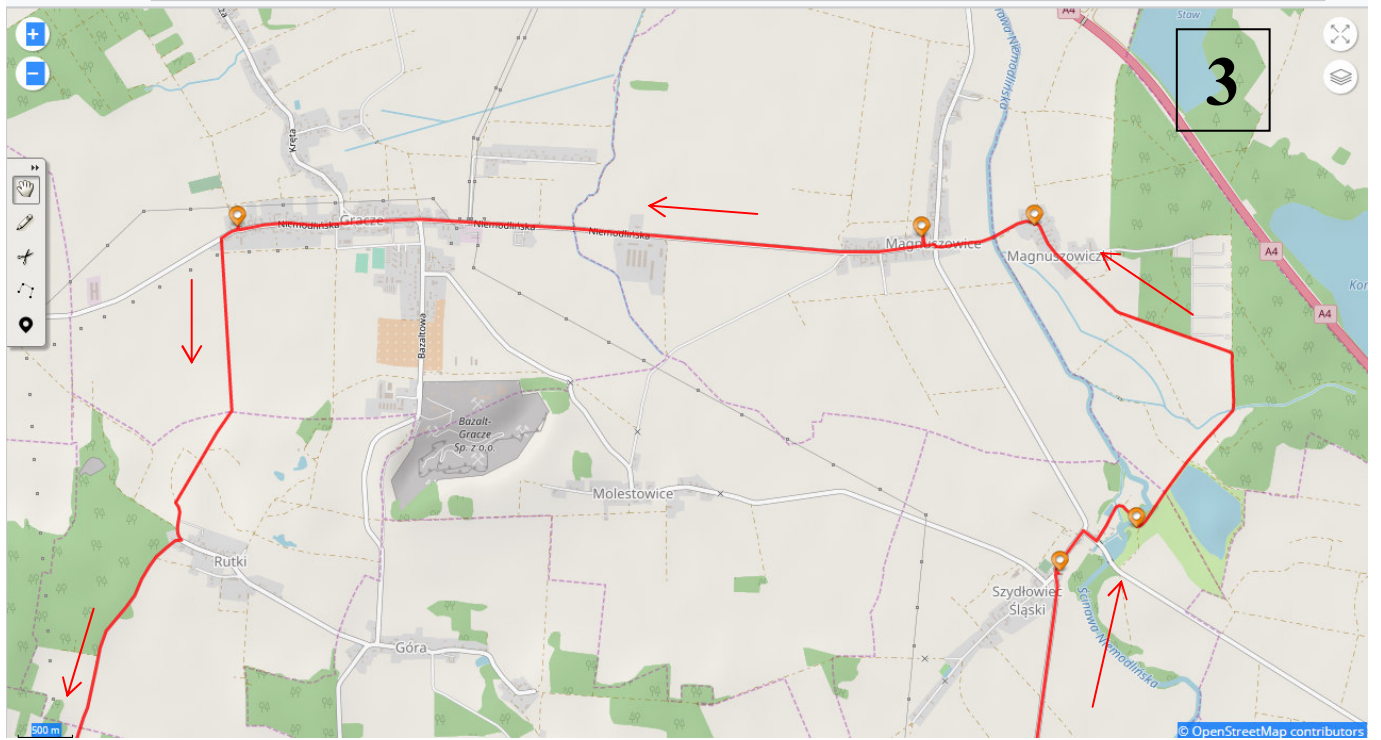 A4
Staw
3
Kręta
Niemodlińska
Gracze
Niemodlińska
Niemodlińska
Magnuszowice
A4
A4
Bazaltowa
Bazalt-
Gracze
Sp. z o.o.
Molestowice
Rutki
Szydłowiec
Śląski
Góra
Ścinawa Niemodlińska
500 m
© OpenStreetMap contributors